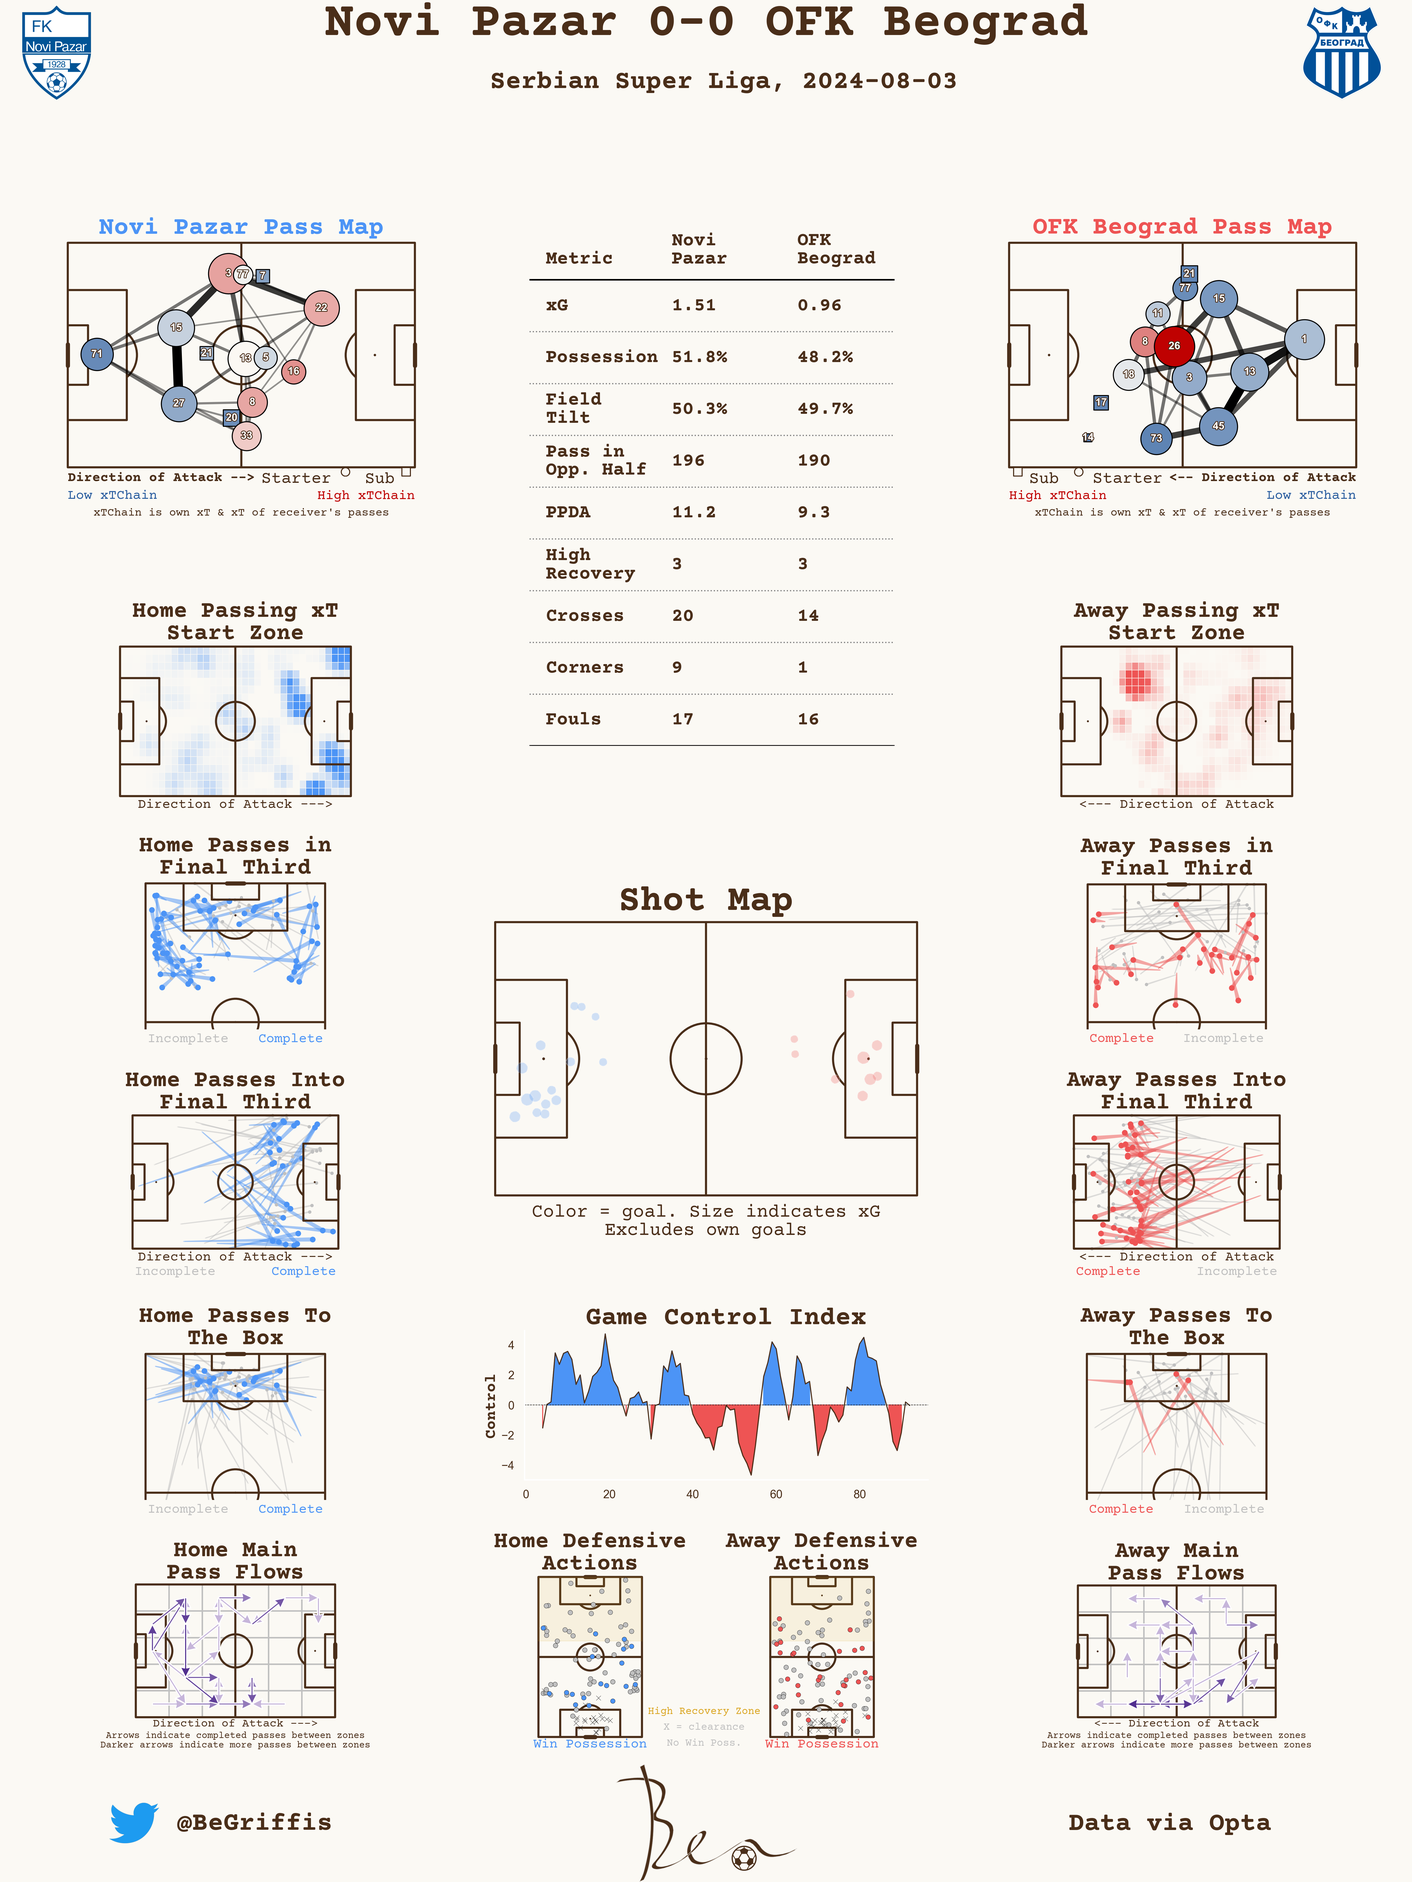 Novi Pazar 0-0 OFK Beograd
Serbian Super Liga, 2024-08-03
FK
Novi Pazar
1928
ОФК
БЕОГРАД
Novi Pazar Pass Map
3
77
7
22
15
71
21
13
5
16
27
8
20
33
Direction of Attack --> Starter Sub
Low xTChain High xTChain
xTChain is own xT & xT of receiver's passes
Metric Novi Pazar OFK Beograd
xG 1.51 0.96
Possession 51.8% 48.2%
Field Tilt 50.3% 49.7%
Pass in Opp. Half 196 190
PPDA 11.2 9.3
High Recovery 3 3
Crosses 20 14
Corners 9 1
Fouls 17 16
OFK Beograd Pass Map
21
77
15
11
8
26
1
18
3
13
17
14
73
45
Sub Starter <-- Direction of Attack
High xTChain Low xTChain
xTChain is own xT & xT of receiver's passes
Home Passing xT
Start Zone
Direction of Attack --->
Away Passing xT
Start Zone
<--- Direction of Attack
Home Passes in
Final Third
Incomplete Complete
Away Passes in
Final Third
Complete Incomplete
Shot Map
Color = goal. Size indicates xG
Excludes own goals
Home Passes Into
Final Third
Direction of Attack --->
Incomplete Complete
Away Passes Into
Final Third
<--- Direction of Attack
Complete Incomplete
Home Passes To
The Box
Incomplete Complete
Game Control Index
Control
4
2
0
−2
−4
0 20 40 60 80
Away Passes To
The Box
Complete Incomplete
Home Main
Pass Flows
Direction of Attack --->
Arrows indicate completed passes between zones
Darker arrows indicate more passes between zones
Home Defensive
Actions
Win Possession
High Recovery Zone
X = clearance
No Win Poss.
Away Defensive
Actions
Win Possession
Away Main
Pass Flows
<--- Direction of Attack
Arrows indicate completed passes between zones
Darker arrows indicate more passes between zones
@BeGriffis
Ben
Data via Opta